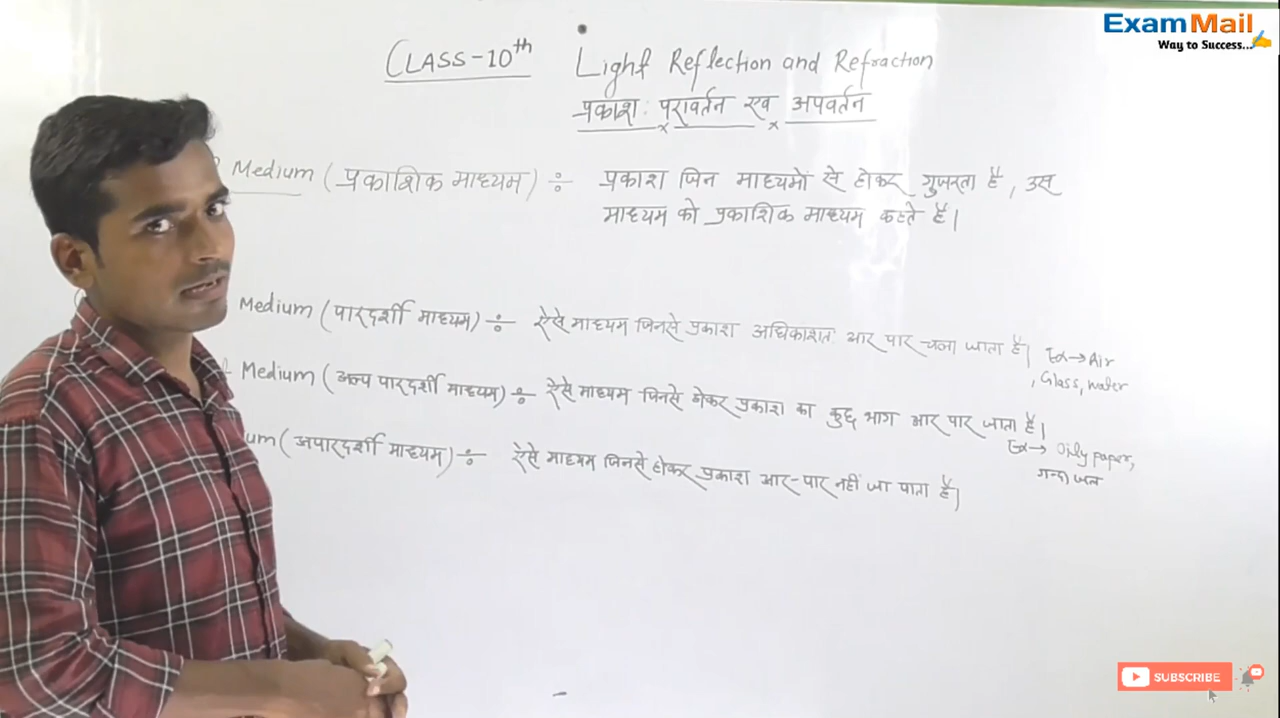 ExamMail
Way to Success...
CLASS-10th Light Reflection and Refraction
प्रकाश: परावर्तन एव अपवर्तन
Medium (प्रकाशिक माध्यम) ÷ प्रकाश जिन माध्यमों से होकर गुजरता है, उस
माध्यम को प्रकाशिक माध्यम कहते है।
Medium (पारदर्शी माध्यम) ÷ ऐसे माध्यम जिनसे प्रकाश अधिकाशत: आर पार चला जाता है। Ex→ Air
, Glass, water
Medium (अल्प पारदर्शी माध्यम) ÷ ऐसे माध्यम जिनसे होकर प्रकाश का कुछ भाग आर पार जाता है।
Ex→ Oily paper,
गन्दा जल
um (अपारदर्शी माध्यम) ÷ ऐसे माध्यम जिनसे होकर प्रकाश आर-पार नहीं जा पाता है।
SUBSCRIBE